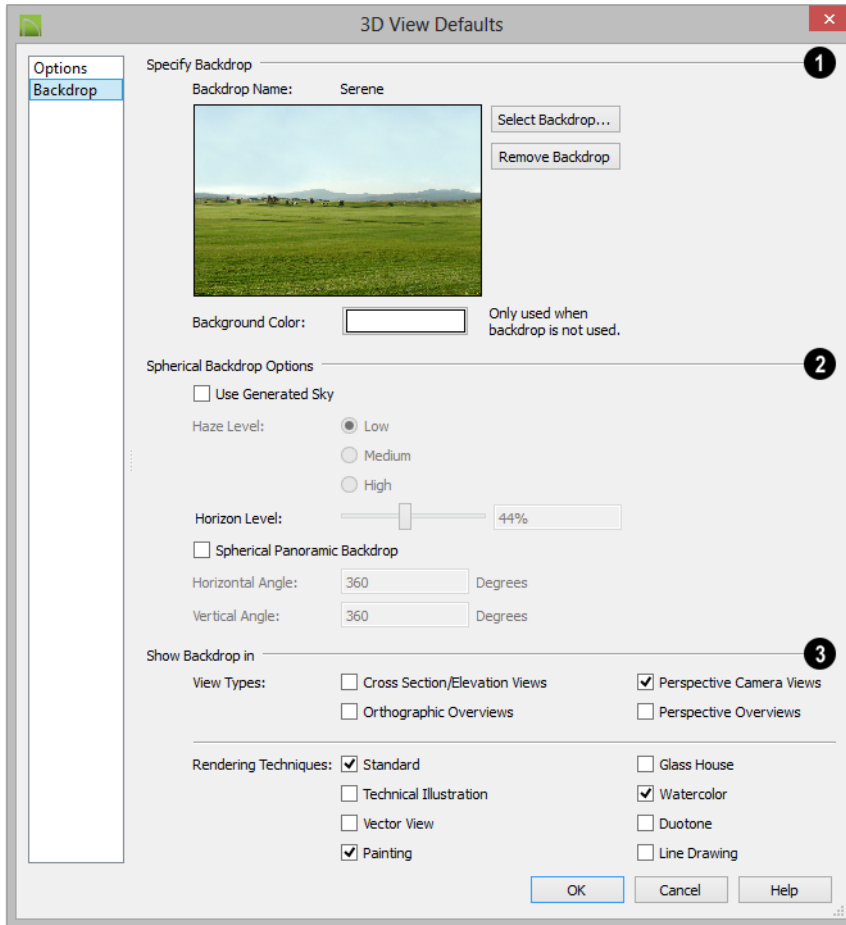 3D View Defaults
Options
Backdrop
Specify Backdrop
1
Backdrop Name: Serene
Select Backdrop...
Remove Backdrop
Background Color:
Only used when
backdrop is not used.
Spherical Backdrop Options
2
Use Generated Sky
Haze Level: Low
Medium
High
Horizon Level: 44%
Spherical Panoramic Backdrop
Horizontal Angle: 360 Degrees
Vertical Angle: 360 Degrees
Show Backdrop in
3
View Types: Cross Section/Elevation Views Perspective Camera Views
Orthographic Overviews Perspective Overviews
Rendering Techniques: Standard Glass House
Technical Illustration Watercolor
Vector View Duotone
Painting Line Drawing
OK Cancel Help